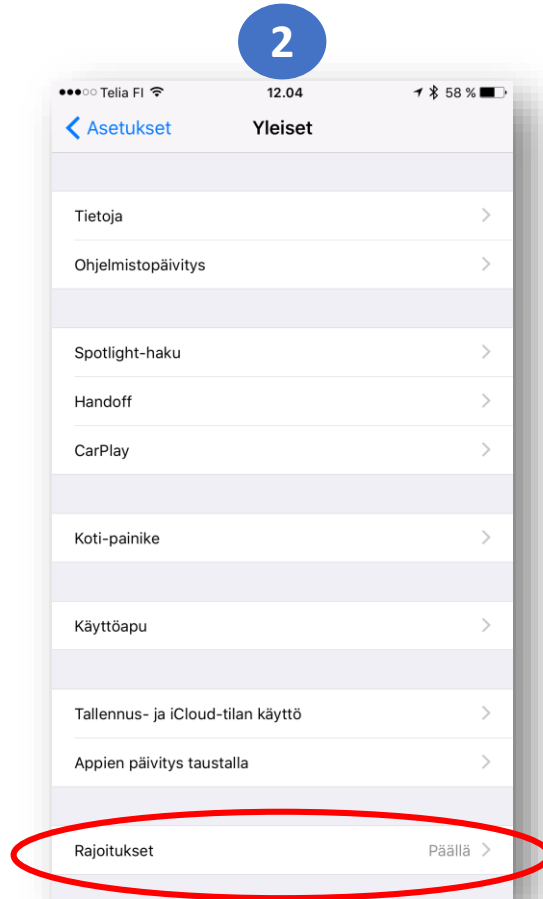 2
Telia FI 12.04 58 %
Asetukset Yleiset
Tietoja
Ohjelmistopäivitys
Spotlight-haku
Handoff
CarPlay
Koti-painike
Käyttöapu
Tallennus- ja iCloud-tilan käyttö
Appien päivitys taustalla
Rajoitukset Päällä